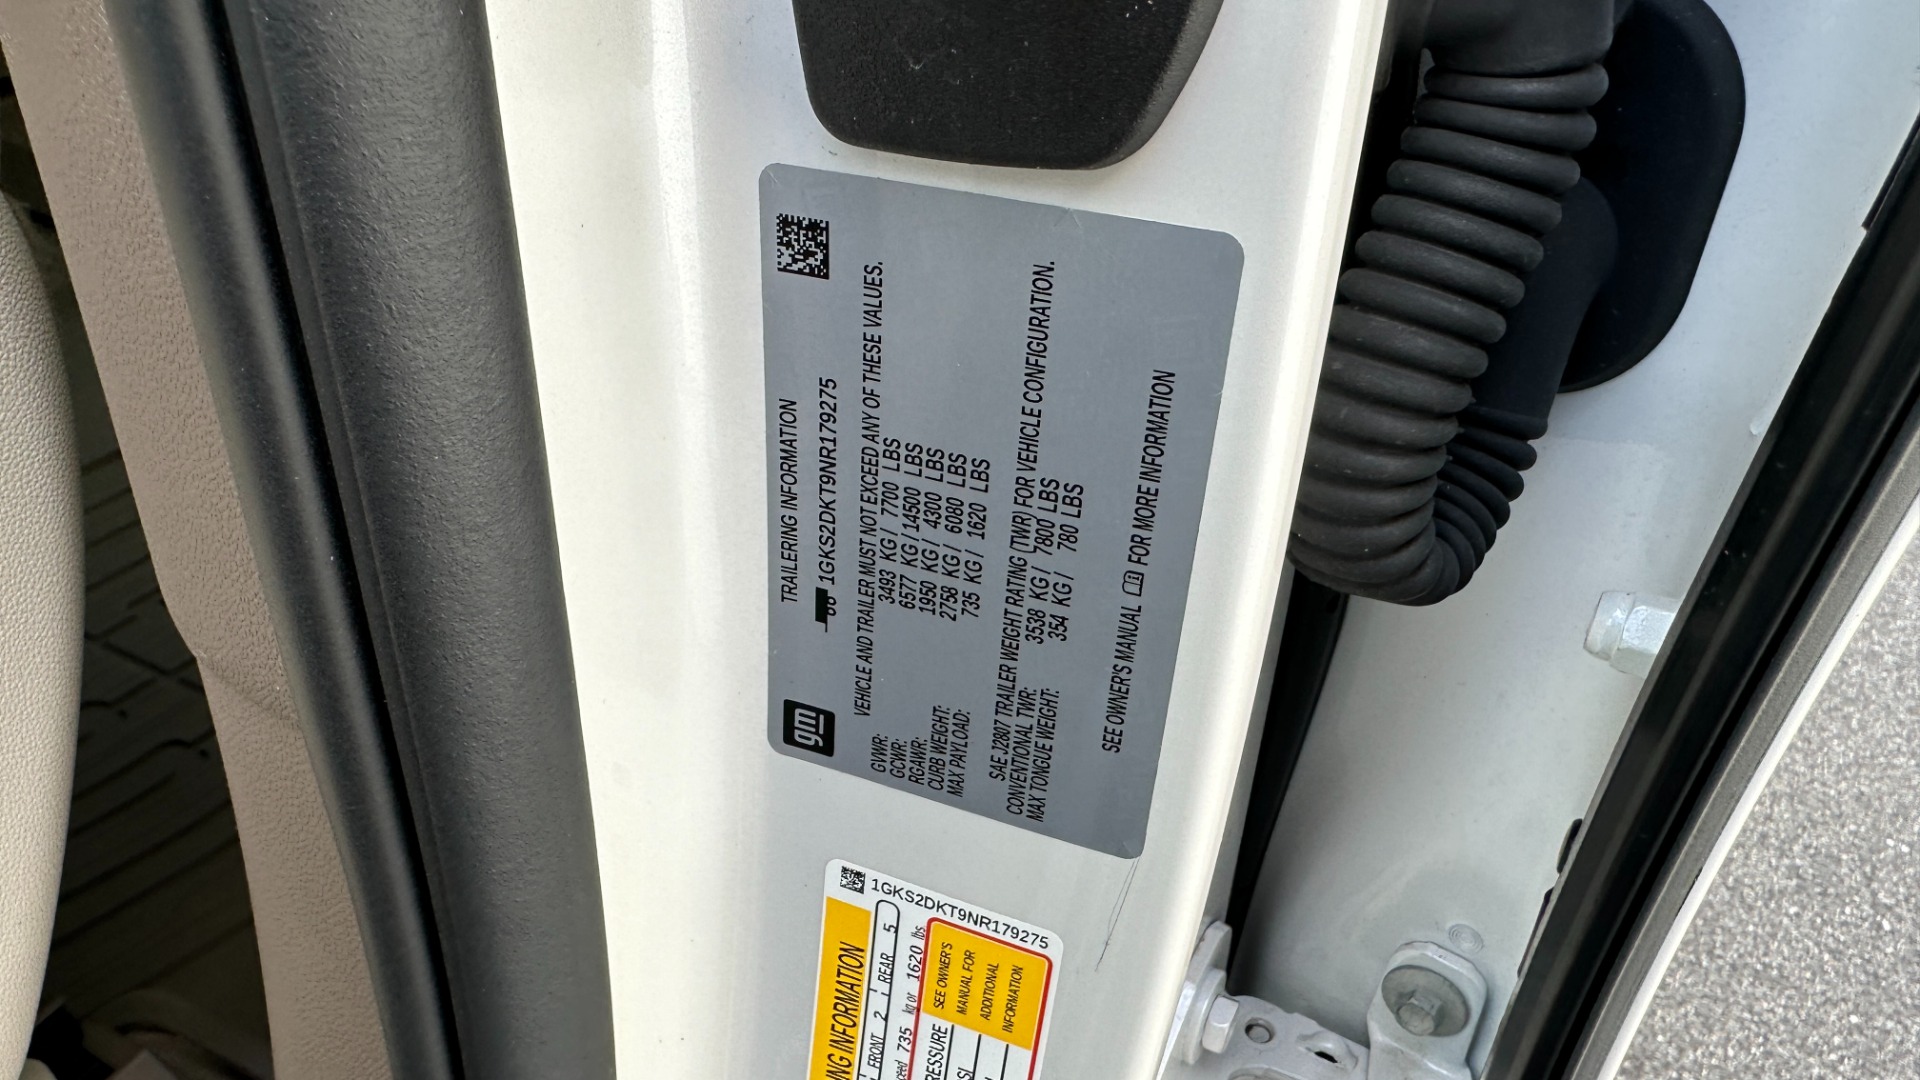 gm
TRAILERING INFORMATION
1GKS2DKT9NR179275
VEHICLE AND TRAILER MUST NOT EXCEED ANY OF THESE VALUES.
GVWR: 3493 KG / 7700 LBS
GCWR: 6577 KG / 14500 LBS
RGAWR: 1950 KG / 4300 LBS
CURB WEIGHT: 2758 KG / 6080 LBS
MAX PAYLOAD: 735 KG / 1620 LBS
SAE J2807 TRAILER WEIGHT RATING (TWR) FOR VEHICLE CONFIGURATION.
CONVENTIONAL TWR: 3538 KG / 7800 LBS
MAX TONGUE WEIGHT: 354 KG / 780 LBS
SEE OWNER'S MANUAL FOR MORE INFORMATION
1GKS2DKT9NR179275
INFORMATION
FRONT 2 REAR 5
735 kg or 1620 lbs
SEE OWNER'S
MANUAL FOR
ADDITIONAL
INFORMATION